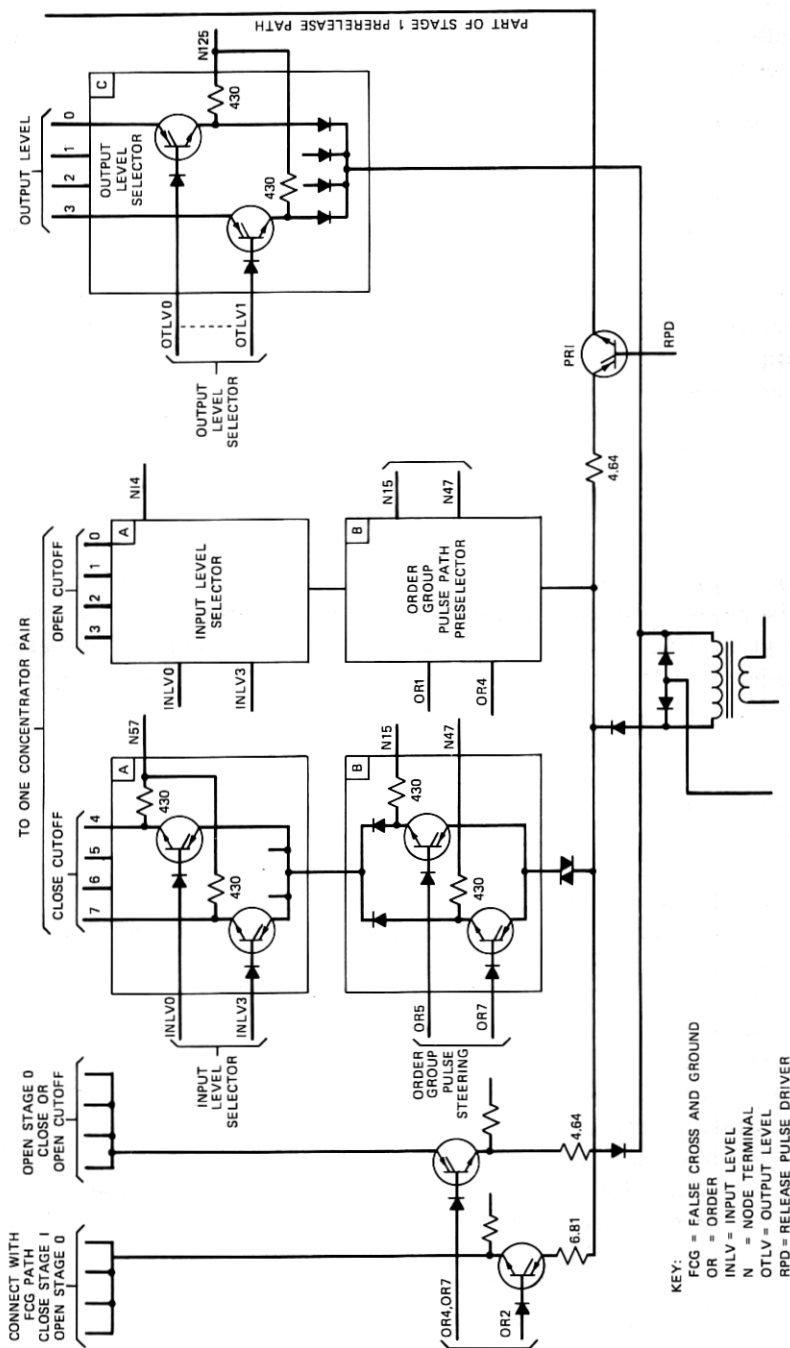 PART OF STAGE 1 PRERELEASE PATH
TO ONE CONCENTRATOR PAIR
CONNECT WITH
FCG PATH
CLOSE STAGE 1
OPEN STAGE 0
OPEN STAGE 0
CLOSE OR
OPEN CUTOFF
CLOSE CUTOFF
7
6
5
4
OPEN CUTOFF
3
2
1
0
OUTPUT LEVEL
3
2
1
0
N57
N14
N125
A
430
430
INLV0
INLV3
INPUT
LEVEL
SELECTOR
A
INPUT LEVEL
SELECTOR
INLV0
INLV3
C
OUTPUT
LEVEL
SELECTOR
430
430
OTLV0
OTLV1
OUTPUT
LEVEL
SELECTOR
B
N15
N47
430
430
OR5
OR7
ORDER
GROUP
PULSE
STEERING
B
ORDER
GROUP
PULSE PATH
PRESELECTOR
N15
N47
OR1
OR4
OR4,OR7
OR2
4.64
6.81
4.64
PRI
RPD
KEY:
FCG = FALSE CROSS AND GROUND
OR = ORDER
INLV = INPUT LEVEL
N = NODE TERMINAL
OTLV = OUTPUT LEVEL
RPD = RELEASE PULSE DRIVER